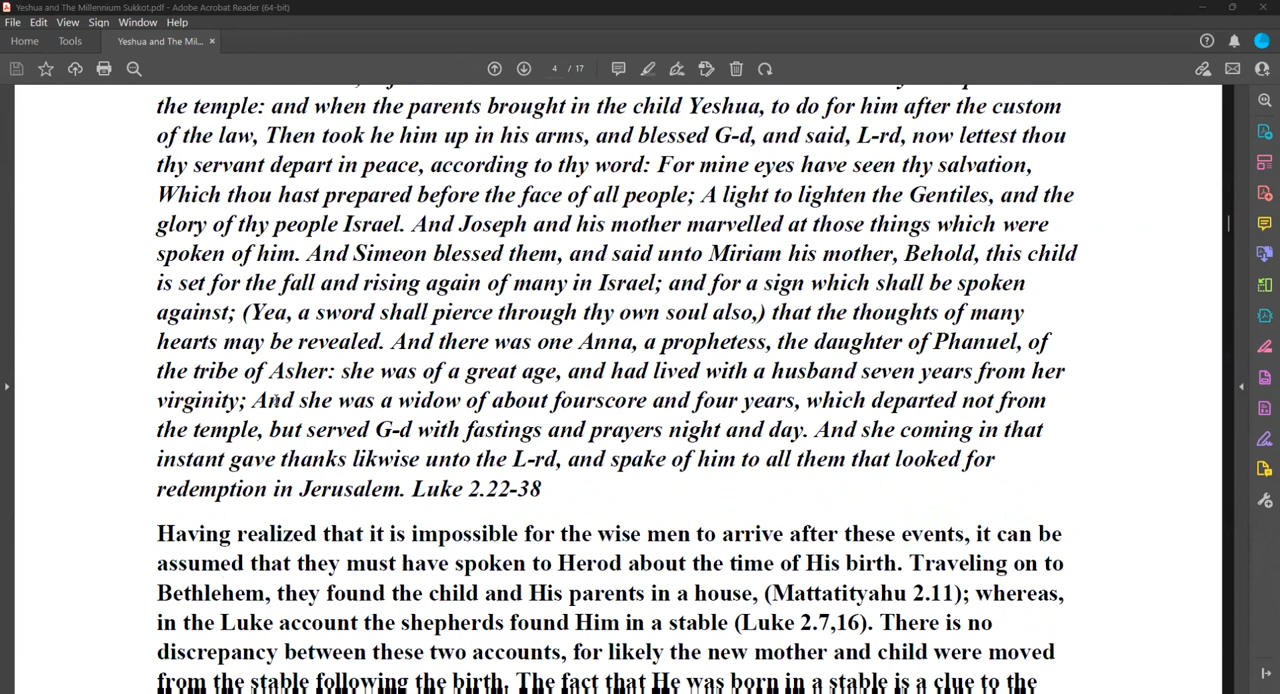 Yeshua and The Millennium Sukkot.pdf - Adobe Acrobat Reader (64-bit)
File Edit View Sign Window Help
Home Tools Yeshua and The Mil... ×
4 / 17
the temple: and when the parents brought in the child Yeshua, to do for him after the custom
of the law, Then took he him up in his arms, and blessed G-d, and said, L-rd, now lettest thou
thy servant depart in peace, according to thy word: For mine eyes have seen thy salvation,
Which thou hast prepared before the face of all people; A light to lighten the Gentiles, and the
glory of thy people Israel. And Joseph and his mother marvelled at those things which were
spoken of him. And Simeon blessed them, and said unto Miriam his mother, Behold, this child
is set for the fall and rising again of many in Israel; and for a sign which shall be spoken
against; (Yea, a sword shall pierce through thy own soul also,) that the thoughts of many
hearts may be revealed. And there was one Anna, a prophetess, the daughter of Phanuel, of
the tribe of Asher: she was of a great age, and had lived with a husband seven years from her
virginity; And she was a widow of about fourscore and four years, which departed not from
the temple, but served G-d with fastings and prayers night and day. And she coming in that
instant gave thanks likwise unto the L-rd, and spake of him to all them that looked for
redemption in Jerusalem. Luke 2.22-38
Having realized that it is impossible for the wise men to arrive after these events, it can be
assumed that they must have spoken to Herod about the time of His birth. Traveling on to
Bethlehem, they found the child and His parents in a house, (Mattatityahu 2.11); whereas,
in the Luke account the shepherds found Him in a stable (Luke 2.7,16). There is no
discrepancy between these two accounts, for likely the new mother and child were moved
from the stable following the birth. The fact that He was born in a stable is a clue to the